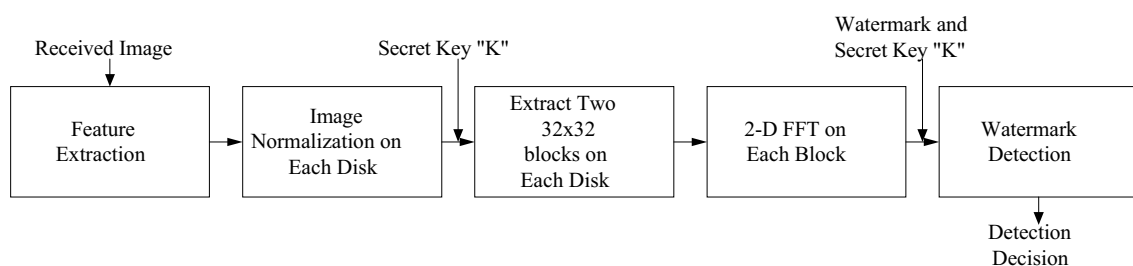 Received Image
Secret Key "K"
Watermark and
Secret Key "K"
Feature
Extraction
Image
Normalization on
Each Disk
Extract Two
32x32
blocks on
Each Disk
2-D FFT on
Each Block
Watermark
Detection
Detection
Decision